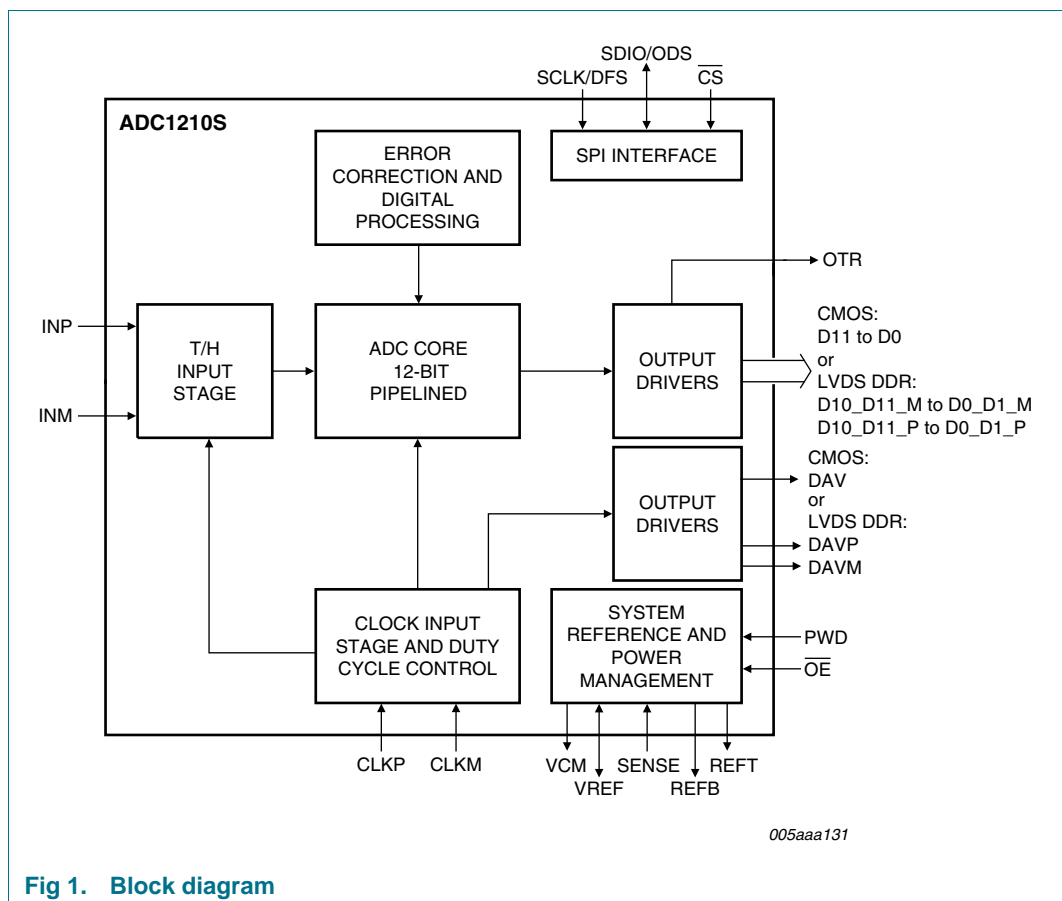 SDIO/ODS
SCLK/DFS
CS
ADC1210S
ERROR
CORRECTION AND
DIGITAL
PROCESSING
SPI INTERFACE
OTR
INP
INM
T/H
INPUT
STAGE
ADC CORE
12-BIT
PIPELINED
OUTPUT
DRIVERS
CMOS:
D11 to D0
or
LVDS DDR:
D10_D11_M to D0_D1_M
D10_D11_P to D0_D1_P
OUTPUT
DRIVERS
CMOS:
DAV
or
LVDS DDR:
DAVP
DAVM
CLOCK INPUT
STAGE AND DUTY
CYCLE CONTROL
SYSTEM
REFERENCE AND
POWER
MANAGEMENT
PWD
OE
CLKP
CLKM
VCM
VREF
SENSE
REFB
REFT
005aaa131
Fig 1. Block diagram